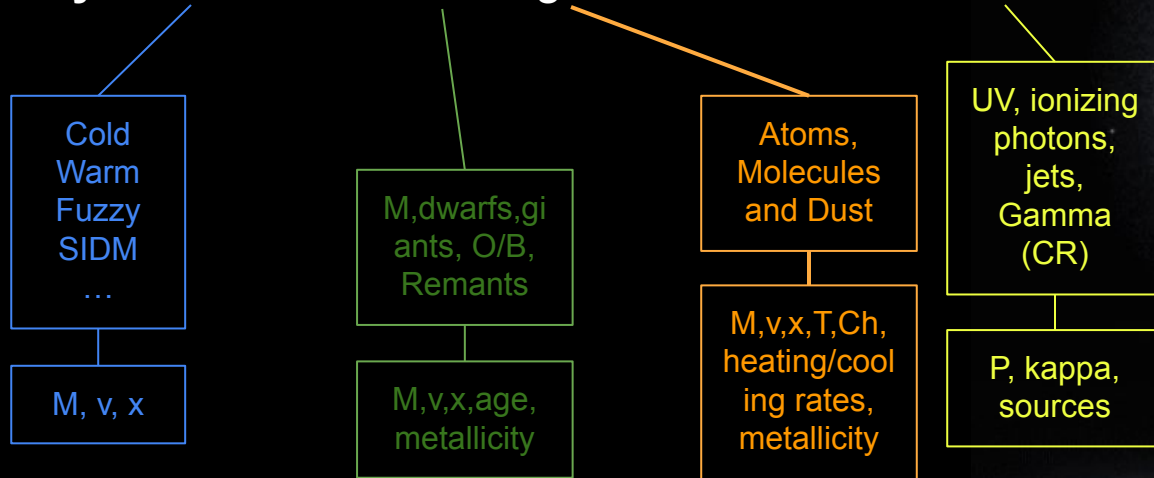 Cold
Warm
Fuzzy
SIDM
…
M, v, x
M,dwarfs,gi
ants, O/B,
Remants
M,v,x,age,
metallicity
Atoms,
Molecules
and Dust
M,v,x,T,Ch,
heating/cool
ing rates,
metallicity
UV, ionizing
photons,
jets,
Gamma
(CR)
P, kappa,
sources